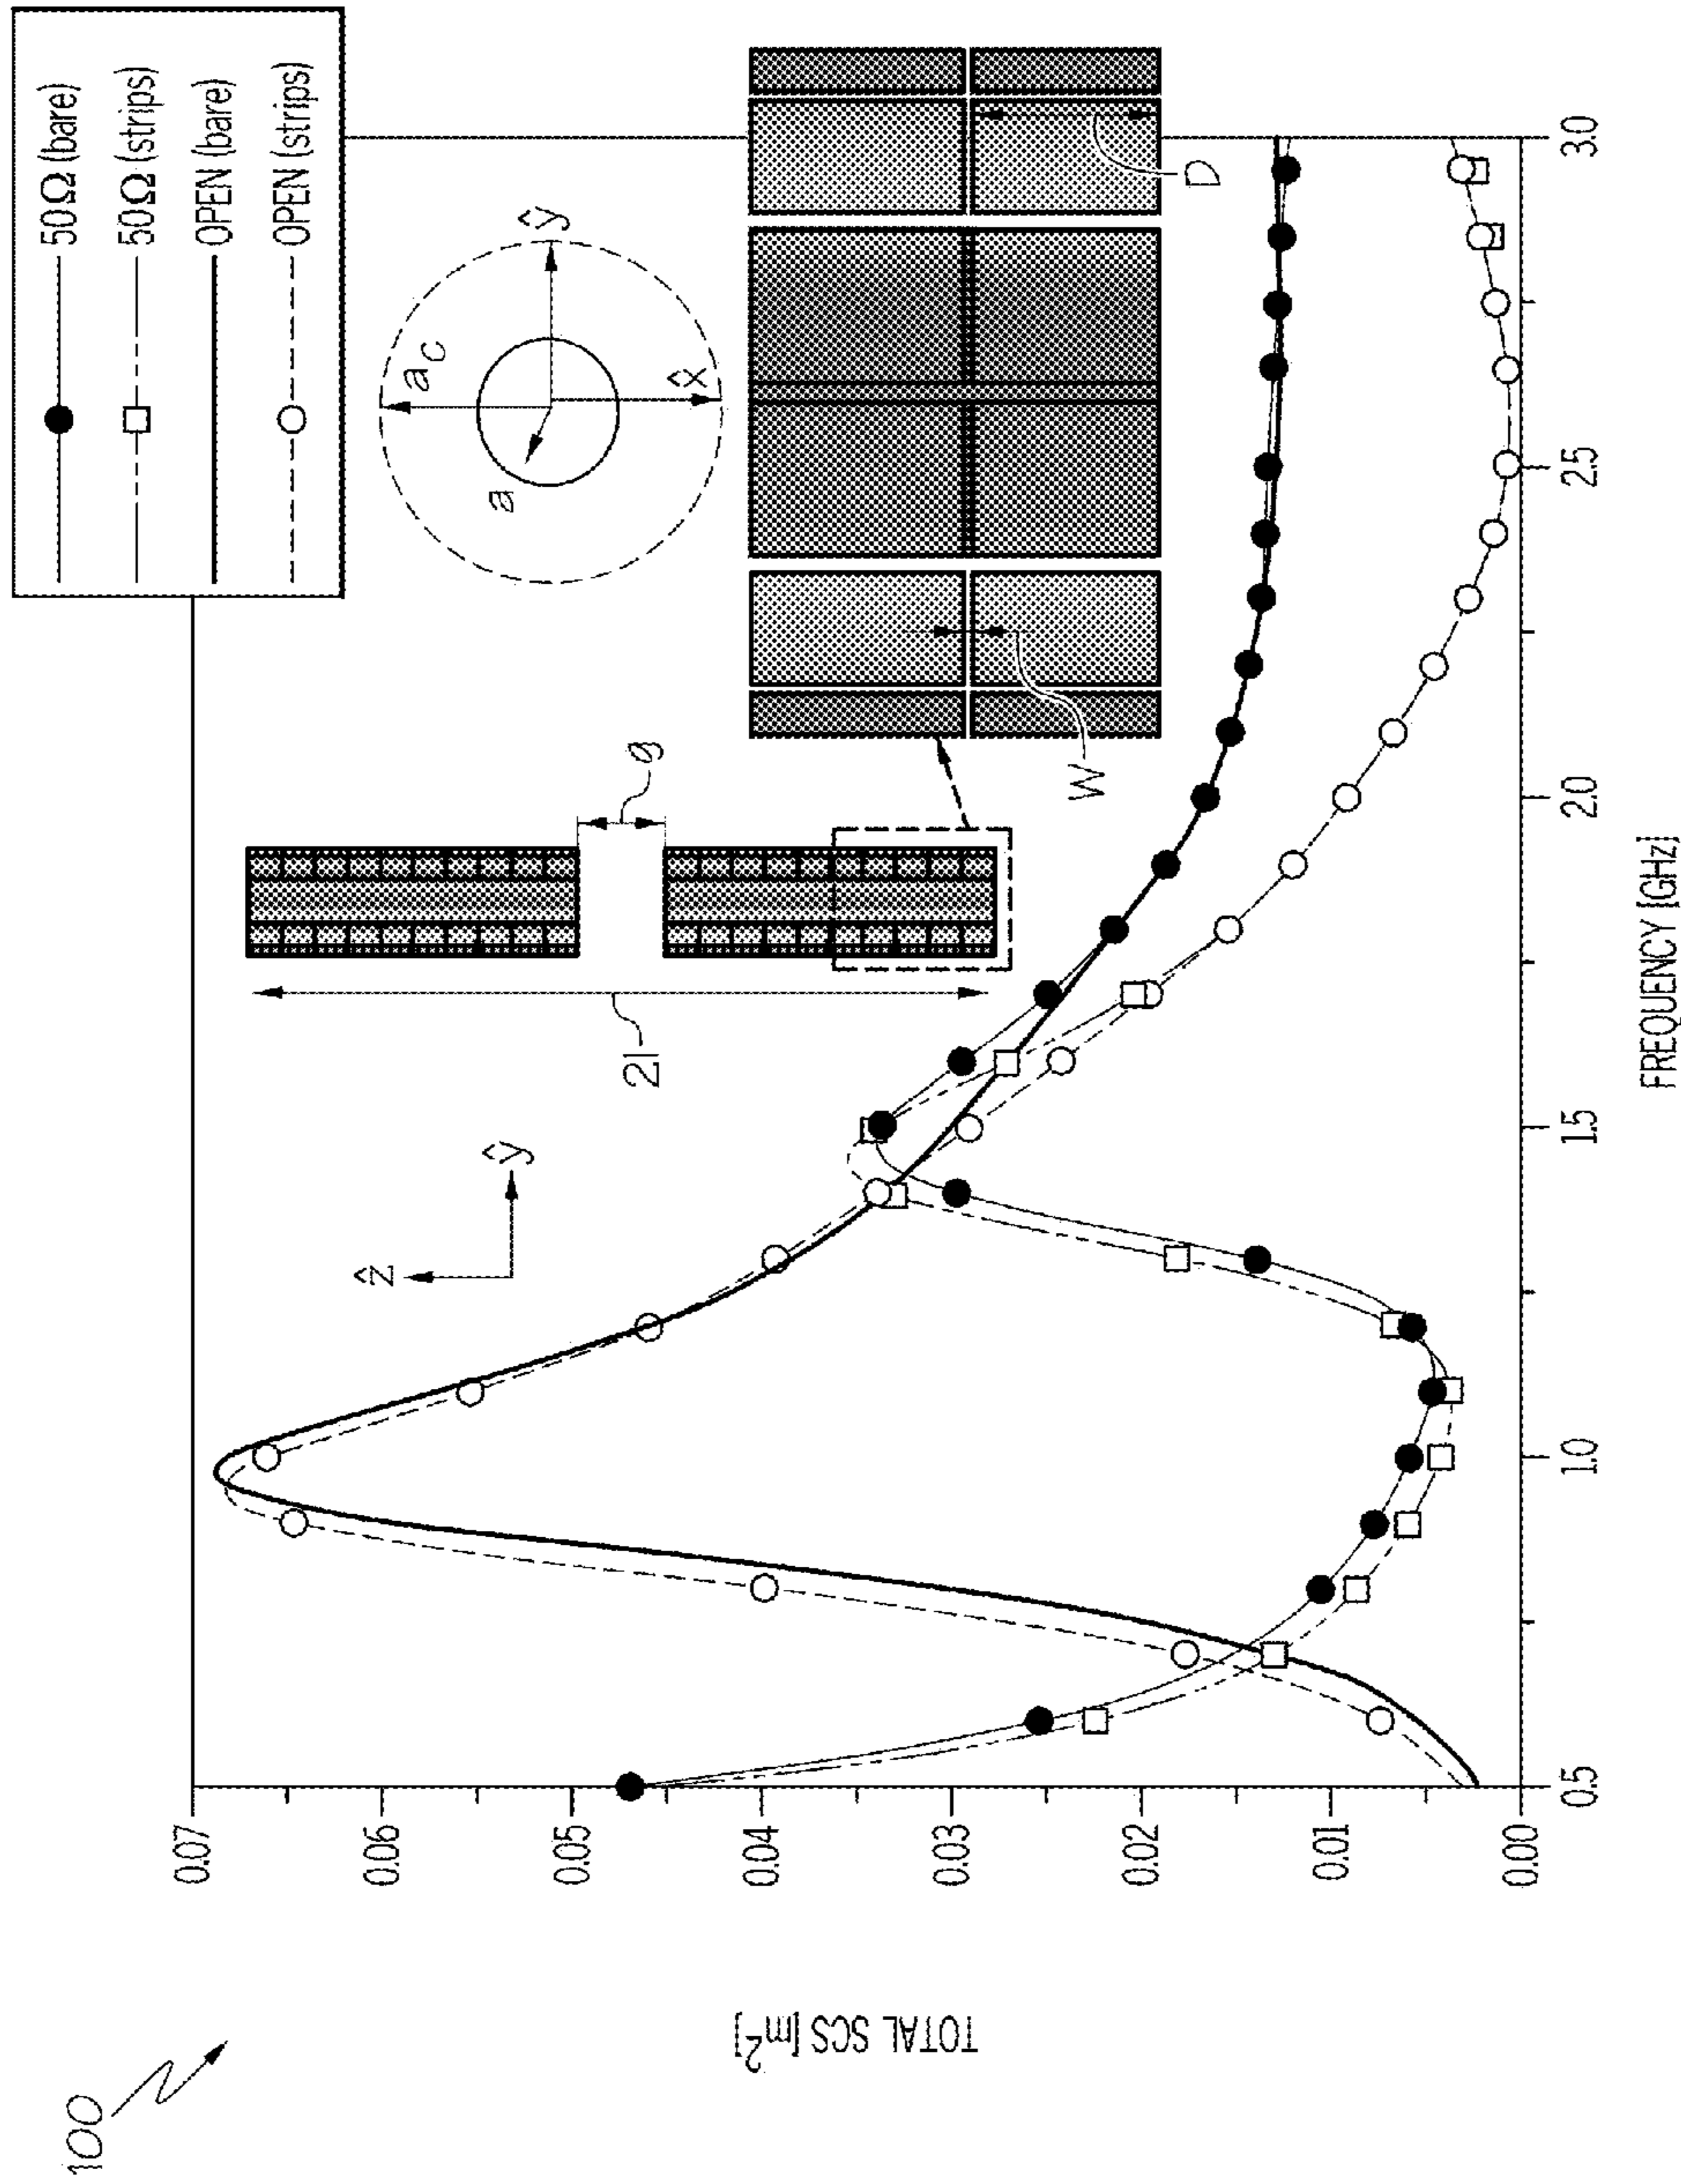 100
50Ω (bare)
50Ω (strips)
OPEN (bare)
OPEN (strips)
TOTAL SCS [m²]
0.07
0.06
0.05
0.04
0.03
0.02
0.01
0.00
0.5
1.0
1.5
2.0
2.5
3.0
FREQUENCY [GHz]
ẑ
ŷ
2l
g
a
a_c
ŷ
x̂
W
D